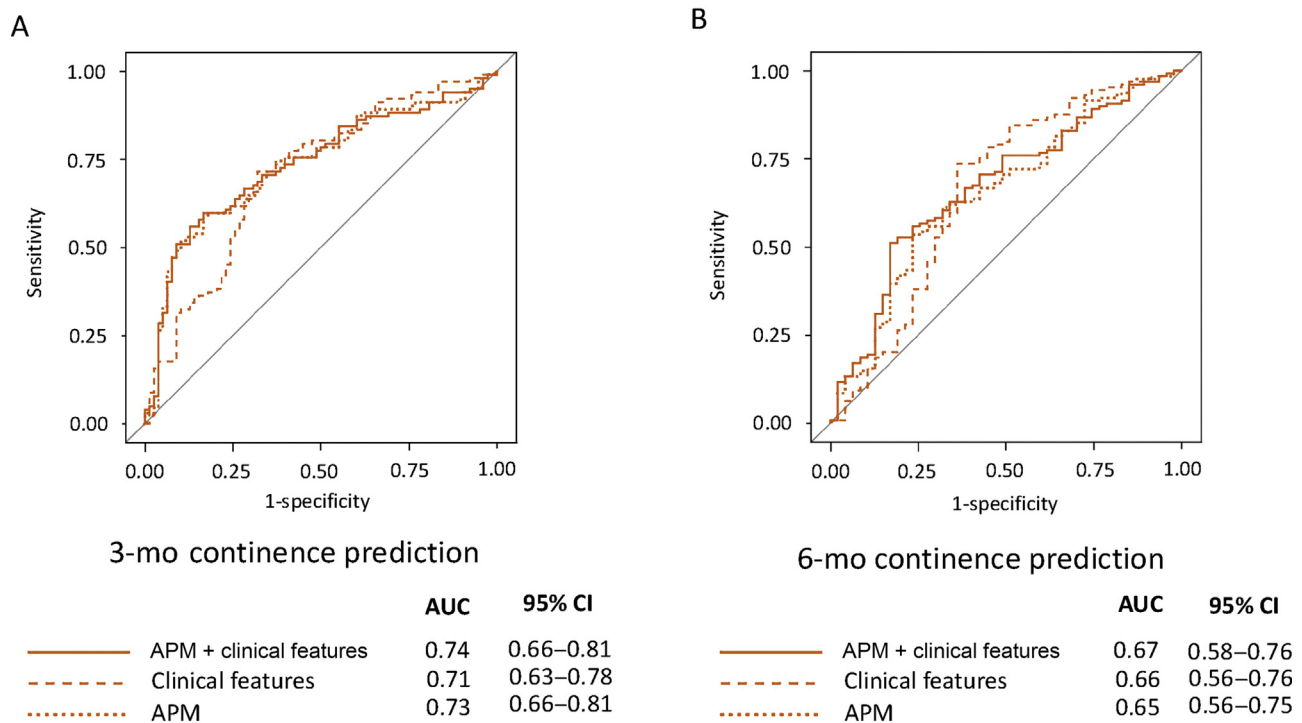 A
1.00
0.75
0.50
0.25
0.00
Sensitivity
0.00 0.25 0.50 0.75 1.00
1-specificity
3-mo continence prediction
AUC 95% CI
APM + clinical features 0.74 0.66–0.81
Clinical features 0.71 0.63–0.78
APM 0.73 0.66–0.81
B
1.00
0.75
0.50
0.25
0.00
Sensitivity
0.00 0.25 0.50 0.75 1.00
1-specificity
6-mo continence prediction
AUC 95% CI
APM + clinical features 0.67 0.58–0.76
Clinical features 0.66 0.56–0.76
APM 0.65 0.56–0.75